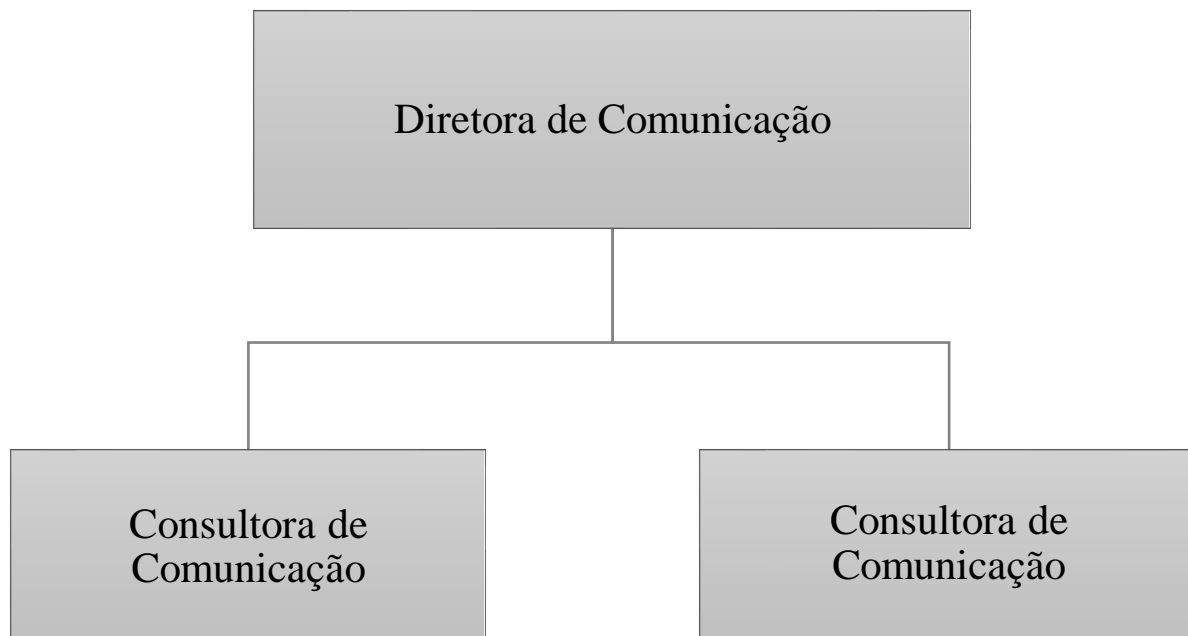 Diretora de Comunicação
Consultora de
Comunicação
Consultora de
Comunicação